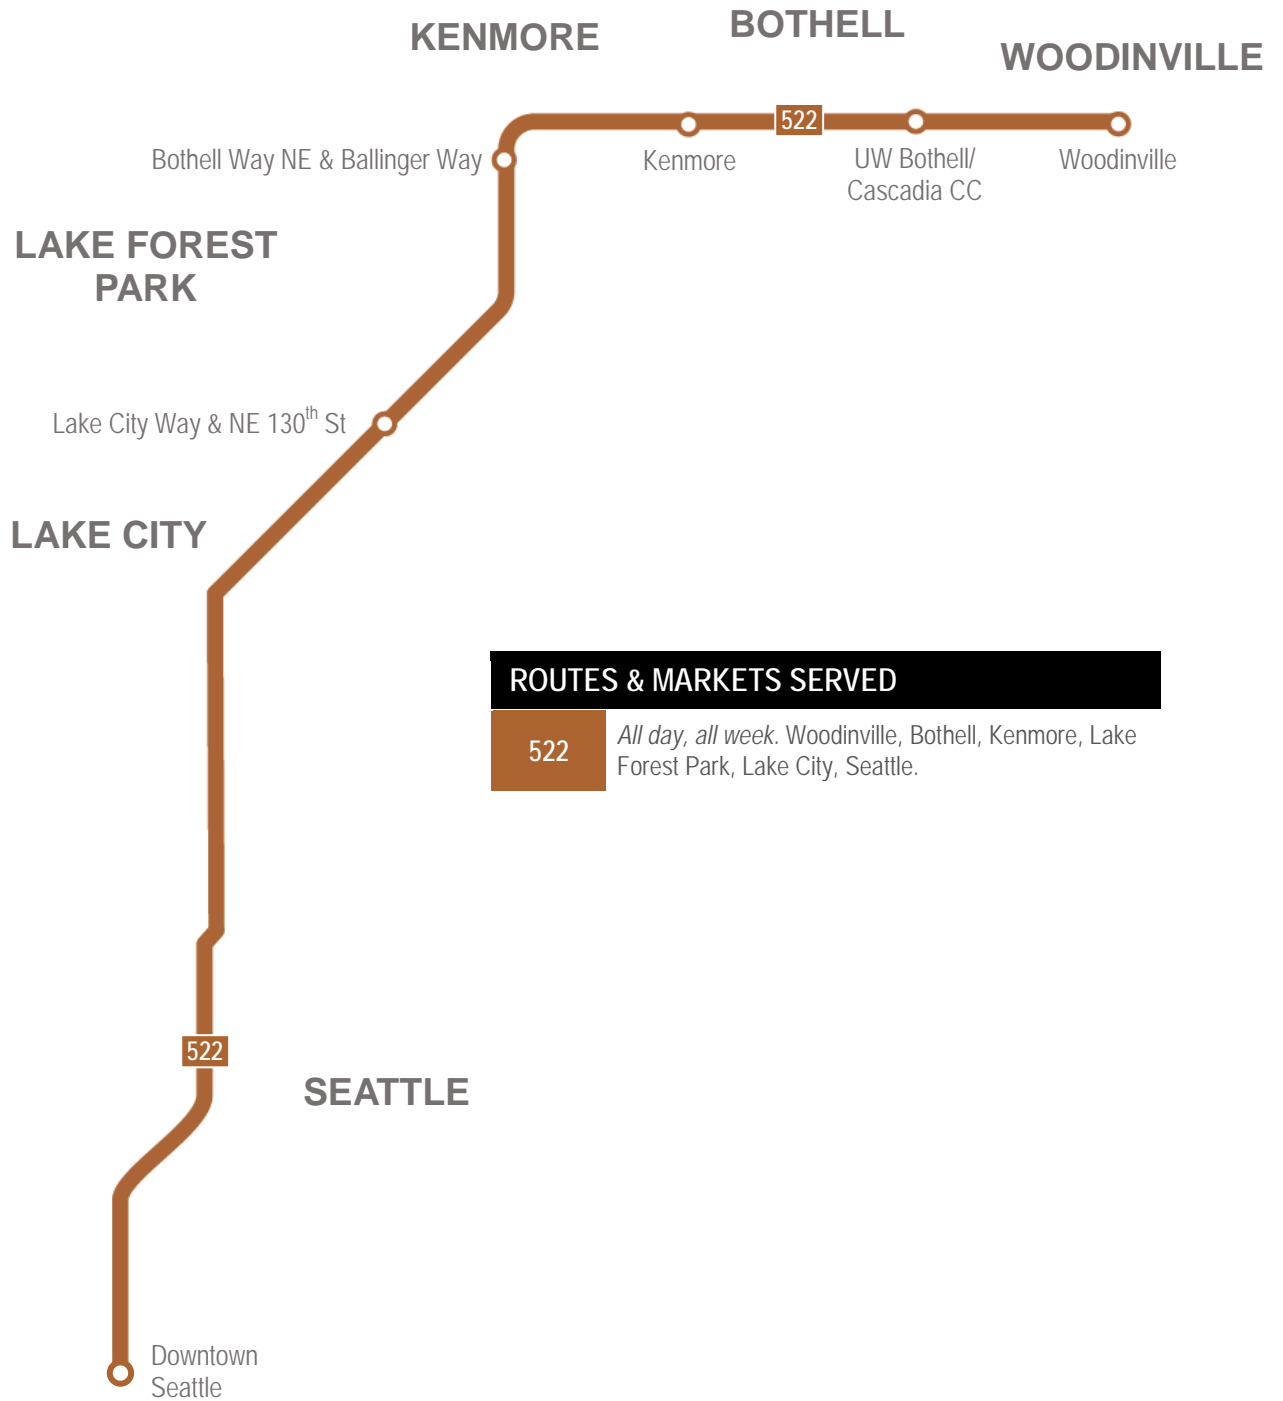 KENMORE
BOTHELL
WOODINVILLE
522
Bothell Way NE & Ballinger Way
Kenmore
UW Bothell/
Cascadia CC
Woodinville
LAKE FOREST
PARK
Lake City Way & NE 130th St
LAKE CITY
ROUTES & MARKETS SERVED
522
All day, all week. Woodinville, Bothell, Kenmore, Lake
Forest Park, Lake City, Seattle.
522
SEATTLE
Downtown
Seattle